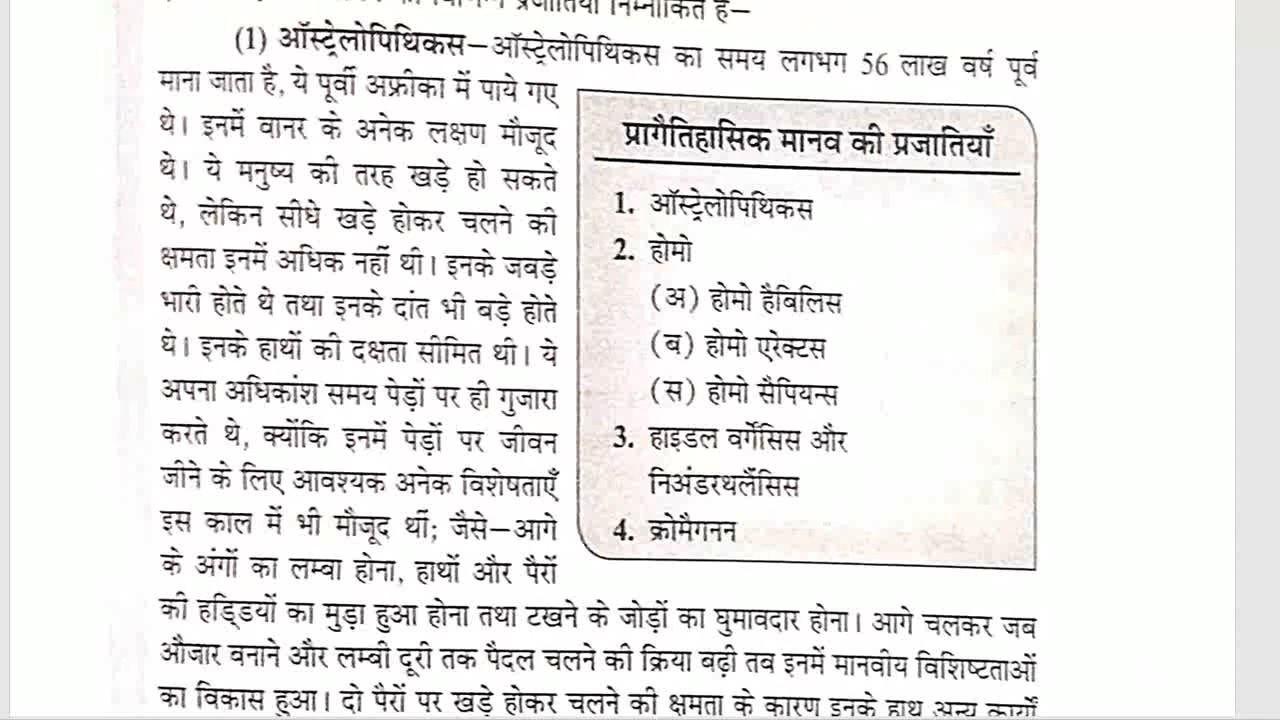 प्रजातियाँ निम्नांकित हैं—
(1) ऑस्ट्रेलोपिथिकस—ऑस्ट्रेलोपिथिकस का समय लगभग 56 लाख वर्ष पूर्व
माना जाता है, ये पूर्वी अफ्रीका में पाये गए
थे। इनमें वानर के अनेक लक्षण मौजूद
थे। ये मनुष्य की तरह खड़े हो सकते
थे, लेकिन सीधे खड़े होकर चलने की
क्षमता इनमें अधिक नहीं थी। इनके जबड़े
भारी होते थे तथा इनके दांत भी बड़े होते
थे। इनके हाथों की दक्षता सीमित थी। ये
अपना अधिकांश समय पेड़ों पर ही गुजारा
करते थे, क्योंकि इनमें पेड़ों पर जीवन
जीने के लिए आवश्यक अनेक विशेषताएँ
इस काल में भी मौजूद थीं; जैसे—आगे
के अंगों का लम्बा होना, हाथों और पैरों
की हड्डियों का मुड़ा हुआ होना तथा टखने के जोड़ों का घुमावदार होना। आगे चलकर जब
औजार बनाने और लम्बी दूरी तक पैदल चलने की क्रिया बढ़ी तब इनमें मानवीय विशिष्टताओं
का विकास हुआ। दो पैरों पर खड़े होकर चलने की क्षमता के कारण इनके हाथ अन्य कार्यों
प्रागैतिहासिक मानव की प्रजातियाँ
1. ऑस्ट्रेलोपिथिकस
2. होमो
(अ) होमो हैबिलिस
(ब) होमो एरेक्टस
(स) होमो सैपियन्स
3. हाइडल वर्गेसिस और
निअंडरथलैंसिस
4. क्रोमैगनन